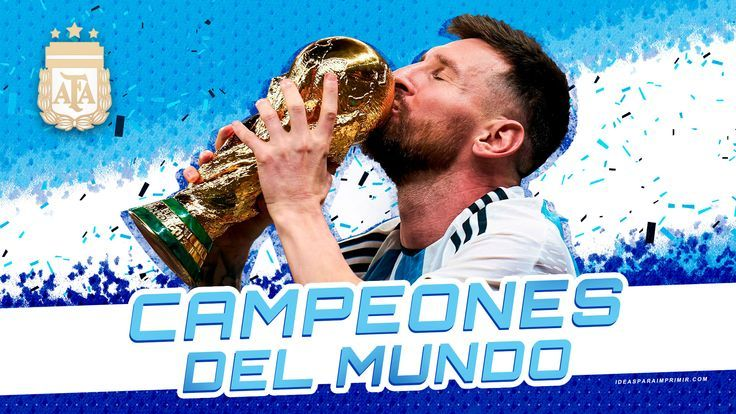 AFA
CAMPEONES
DEL MUNDO
IDEASPARAIMPRIMIR.COM